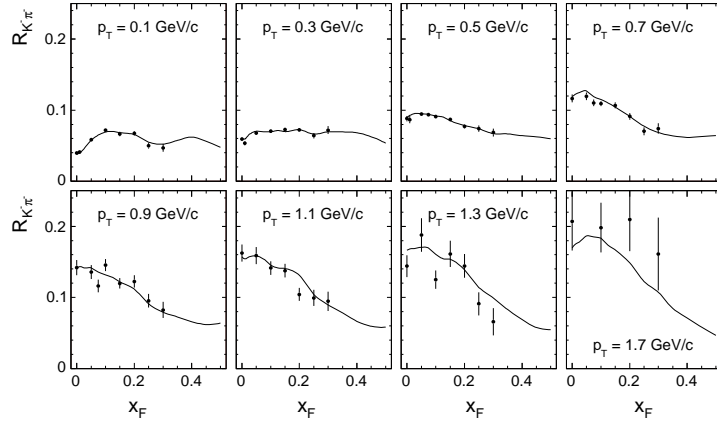 R K⁻π⁻
0.2
0.1
0
p_T = 0.1 GeV/c
p_T = 0.3 GeV/c
p_T = 0.5 GeV/c
p_T = 0.7 GeV/c
R K⁻π⁻
0.2
0.1
0
p_T = 0.9 GeV/c
p_T = 1.1 GeV/c
p_T = 1.3 GeV/c
p_T = 1.7 GeV/c
0 0.2 0.4
0 0.2 0.4
0 0.2 0.4
0 0.2 0.4
x_F
x_F
x_F
x_F